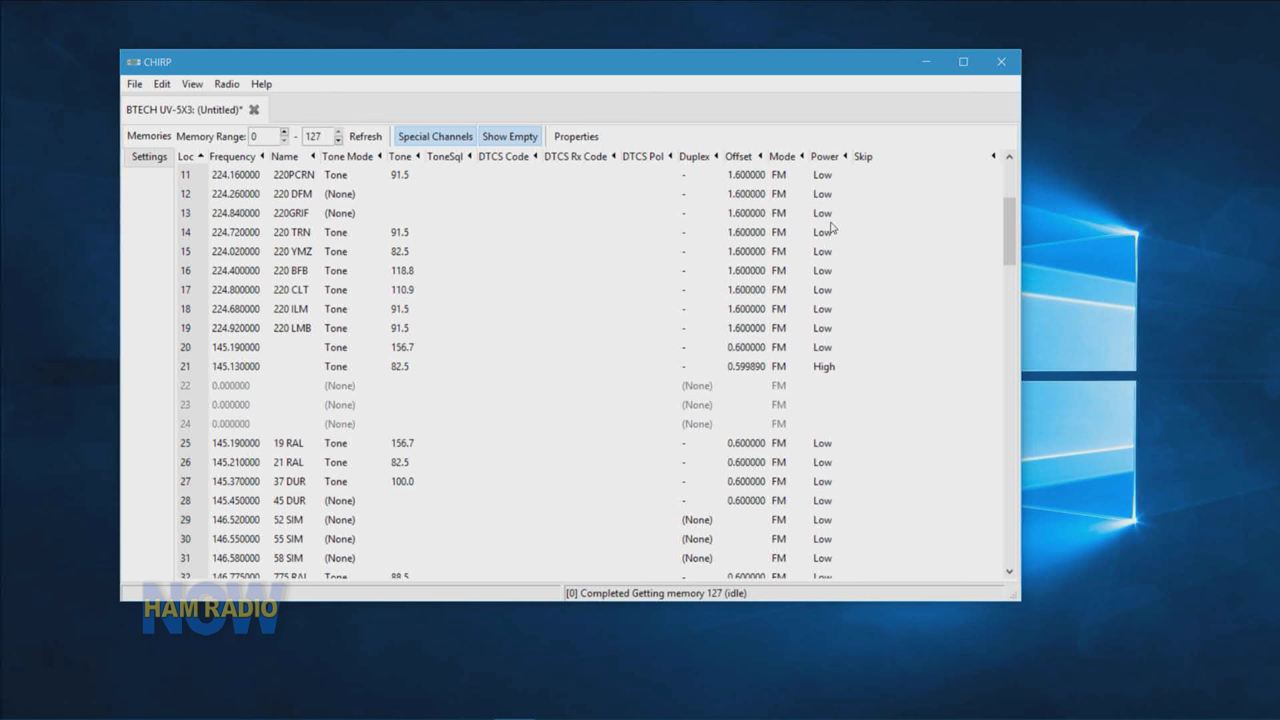 CHIRP
File Edit View Radio Help
BTECH UV-5X3: (Untitled)*
Memories Memory Range: 0 - 127 Refresh Special Channels Show Empty Properties
Settings Loc Frequency Name Tone Mode Tone ToneSql DTCS Code DTCS Rx Code DTCS Pol Duplex Offset Mode Power Skip
11 224.160000 220PCRN Tone 91.5 - 1.600000 FM Low
12 224.260000 220 DFM (None) - 1.600000 FM Low
13 224.840000 220GRIF (None) - 1.600000 FM Low
14 224.720000 220 TRN Tone 91.5 - 1.600000 FM Low
15 224.020000 220 YMZ Tone 82.5 - 1.600000 FM Low
16 224.400000 220 BFB Tone 118.8 - 1.600000 FM Low
17 224.800000 220 CLT Tone 110.9 - 1.600000 FM Low
18 224.680000 220 ILM Tone 91.5 - 1.600000 FM Low
19 224.920000 220 LMB Tone 91.5 - 1.600000 FM Low
20 145.190000 Tone 156.7 - 0.600000 FM Low
21 145.130000 Tone 82.5 - 0.599890 FM High
22 0.000000 (None) (None) FM
23 0.000000 (None) (None) FM
24 0.000000 (None) (None) FM
25 145.190000 19 RAL Tone 156.7 - 0.600000 FM Low
26 145.210000 21 RAL Tone 82.5 - 0.600000 FM Low
27 145.370000 37 DUR Tone 100.0 - 0.600000 FM Low
28 145.450000 45 DUR (None) - 0.600000 FM Low
29 146.520000 52 SIM (None) (None) FM Low
30 146.550000 55 SIM (None) (None) FM Low
31 146.580000 58 SIM (None) (None) FM Low
32 146.775000 775 RAL Tone 88.5 - 0.600000 FM Low
[0] Completed Getting memory 127 (idle)
NOW
HAM RADIO